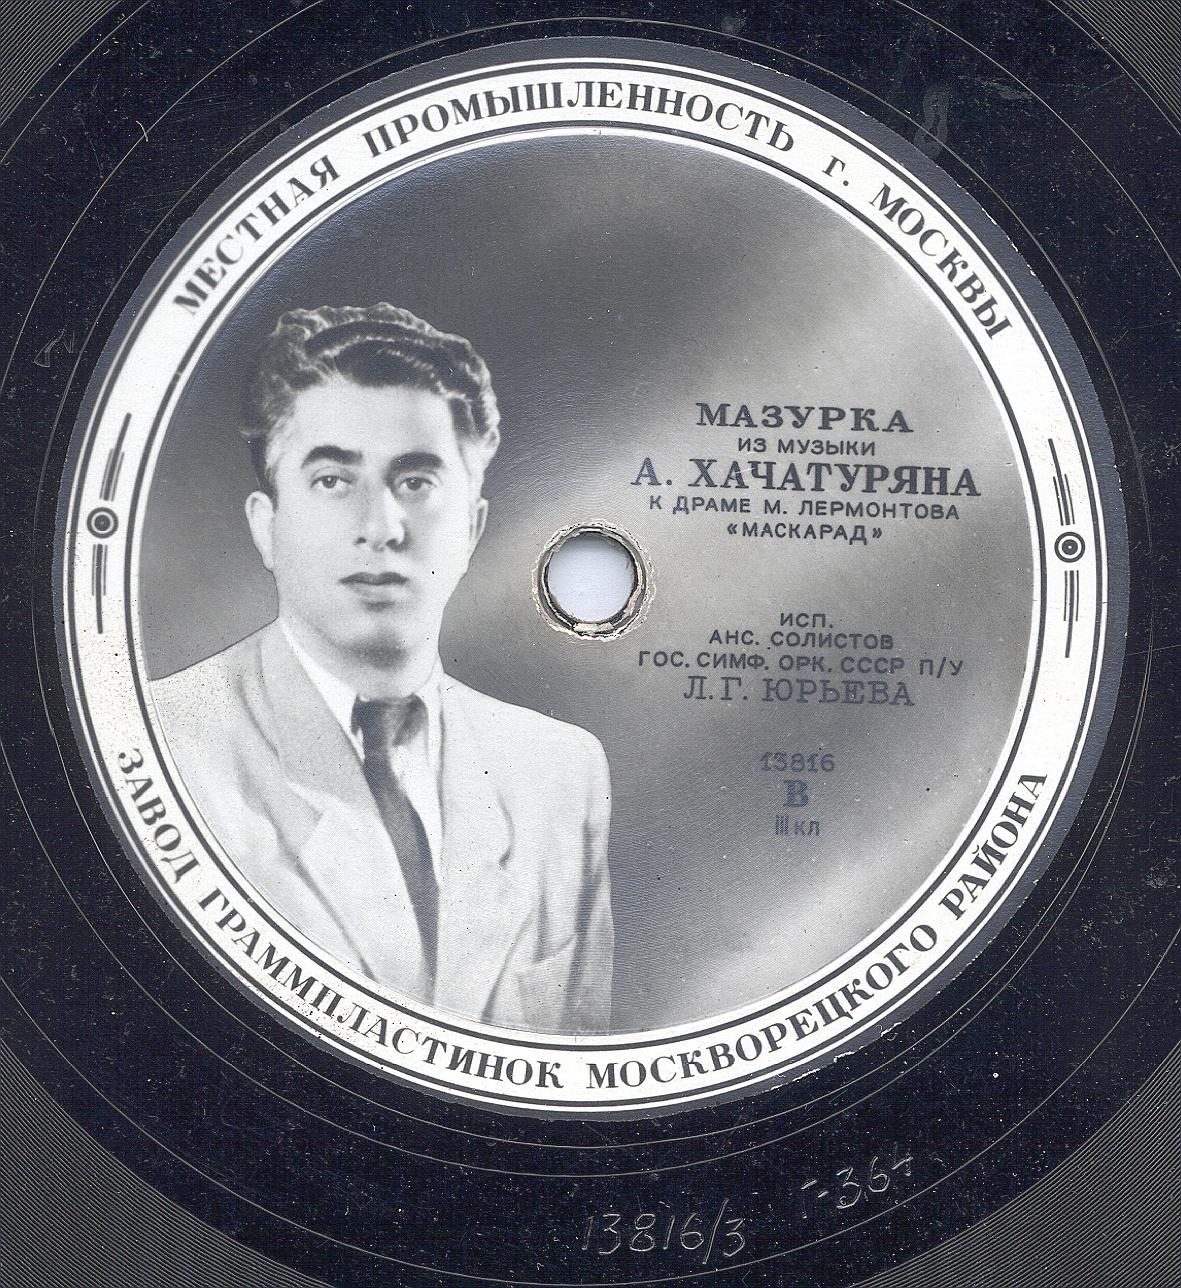 МЕСТНАЯ ПРОМЫШЛЕННОСТЬ г. МОСКВЫ
МАЗУРКА
ИЗ МУЗЫКИ
А. ХАЧАТУРЯНА
К ДРАМЕ М. ЛЕРМОНТОВА
«МАСКАРАД»
ИСП.
АНС. СОЛИСТОВ
ГОС. СИМФ. ОРК. СССР П/У
Л. Г. ЮРЬЕВА
13816
В
III кл
ЗАВОД ГРАММПЛАСТИНОК МОСКВОРЕЦКОГО РАЙОНА
13816/3
Г-364